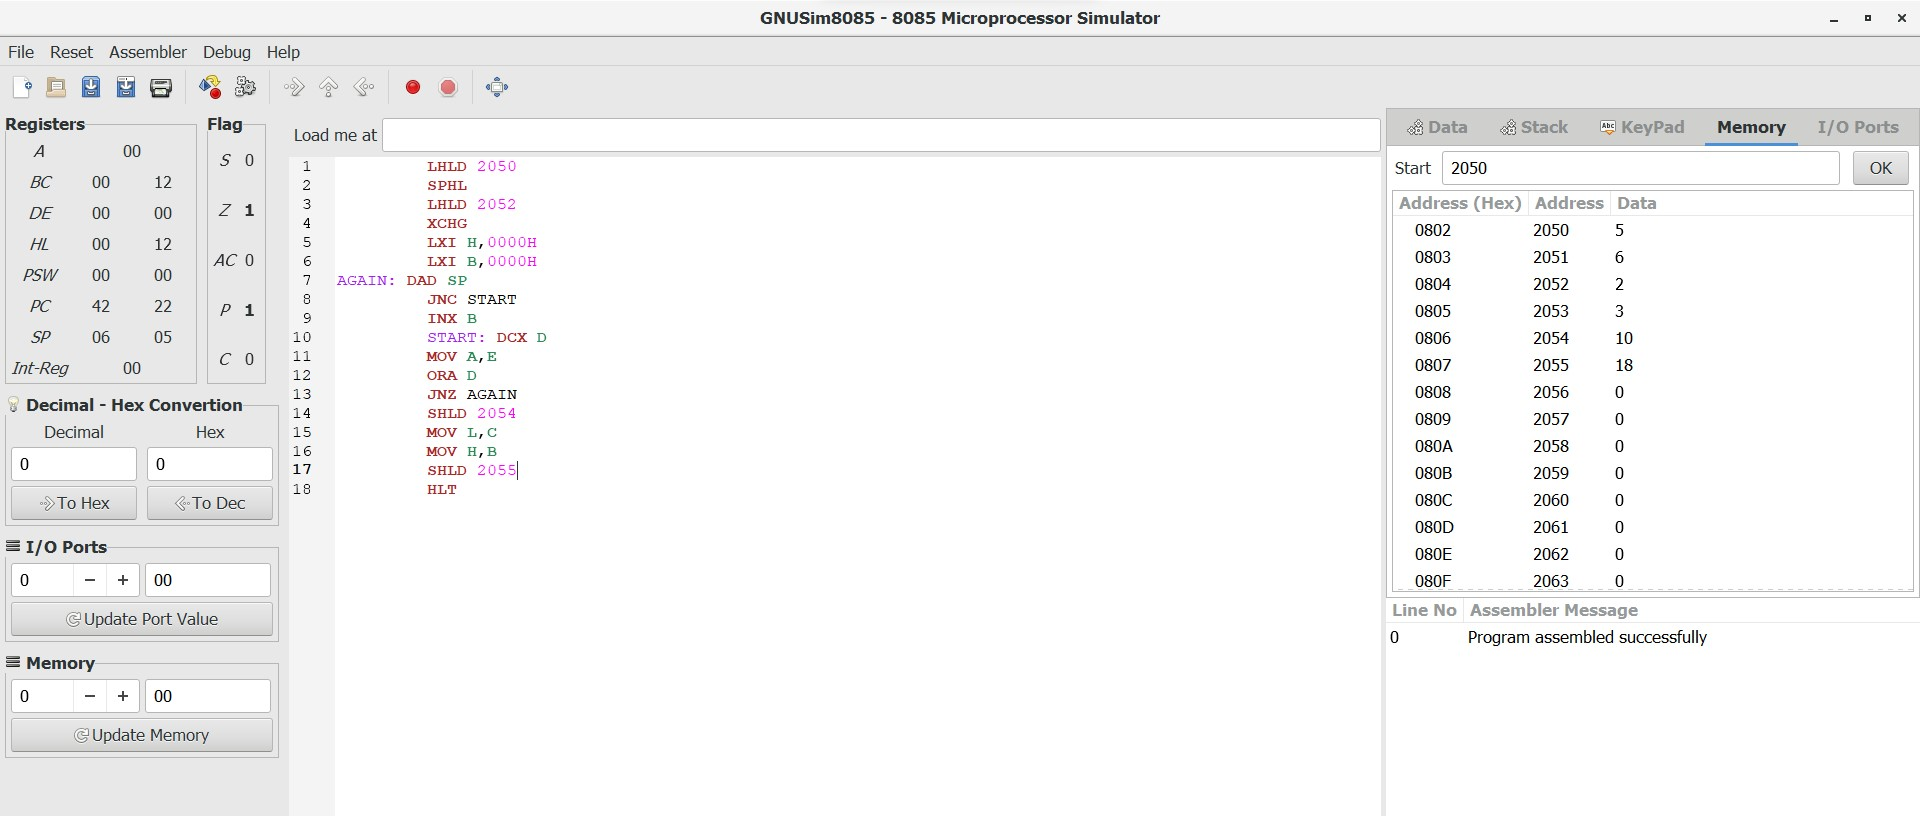 GNUSim8085 - 8085 Microprocessor Simulator
File Reset Assembler Debug Help
Registers
A 00
BC 00 12
DE 00 00
HL 00 12
PSW 00 00
PC 42 22
SP 06 05
Int-Reg 00
Flag
S 0
Z 1
AC 0
P 1
C 0
Decimal - Hex Convertion
Decimal Hex
0 0
To Hex To Dec
I/O Ports
0 − + 00
Update Port Value
Memory
0 − + 00
Update Memory
Load me at
1 LHLD 2050
2 SPHL
3 LHLD 2052
4 XCHG
5 LXI H,0000H
6 LXI B,0000H
7 AGAIN: DAD SP
8 JNC START
9 INX B
10 START: DCX D
11 MOV A,E
12 ORA D
13 JNZ AGAIN
14 SHLD 2054
15 MOV L,C
16 MOV H,B
17 SHLD 2055
18 HLT
Data Stack Abc KeyPad Memory I/O Ports
Start 2050 OK
Address (Hex) Address Data
0802 2050 5
0803 2051 6
0804 2052 2
0805 2053 3
0806 2054 10
0807 2055 18
0808 2056 0
0809 2057 0
080A 2058 0
080B 2059 0
080C 2060 0
080D 2061 0
080E 2062 0
080F 2063 0
Line No Assembler Message
0 Program assembled successfully